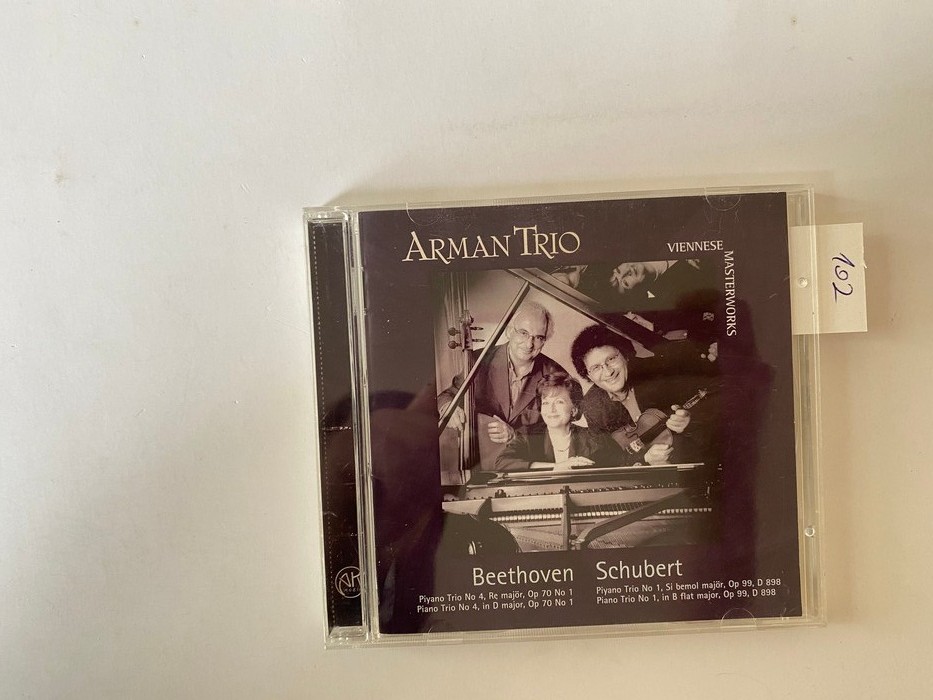 ARMAN TRIO
VIENNESE
MASTERWORKS
102
Beethoven
Piyano Trio No 4, Re majör, Op 70 No 1
Piano Trio No 4, in D major, Op 70 No 1
Schubert
Piyano Trio No 1, Si bemol majör, Op 99, D 898
Piano Trio No 1, in B flat major, Op 99, D 898